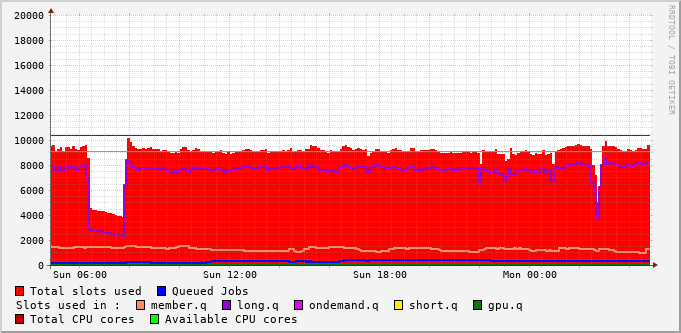 RRDTOOL / TOBI OETIKER
20000
18000
16000
14000
12000
10000
8000
6000
4000
2000
0
Sun 06:00 Sun 12:00 Sun 18:00 Mon 00:00
Total slots used Queued Jobs
Slots used in : member.q long.q ondemand.q short.q gpu.q
Total CPU cores Available CPU cores